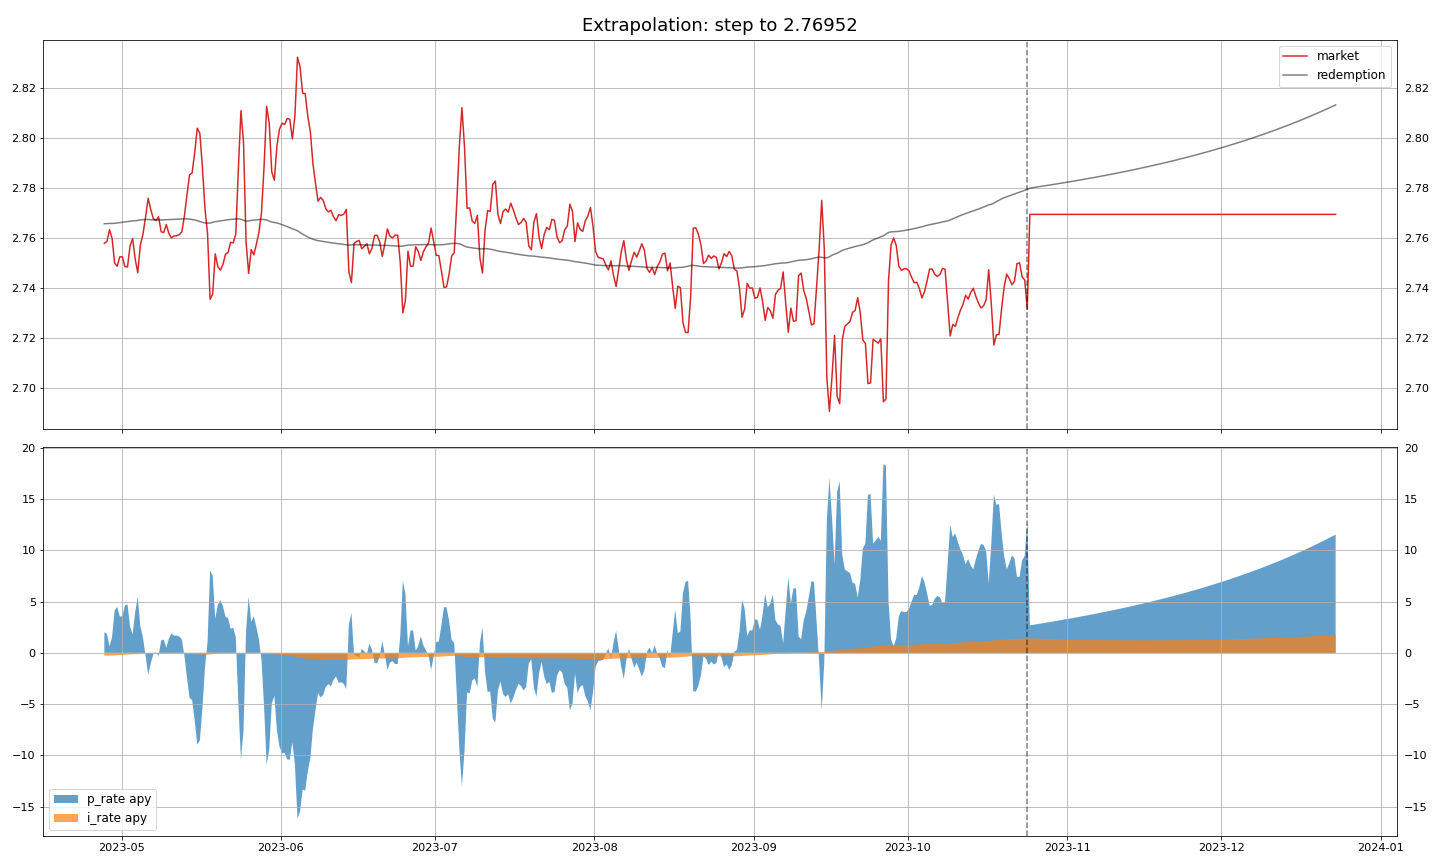 Extrapolation: step to 2.76952
market
redemption
2.82 2.82
2.80 2.80
2.78 2.78
2.76 2.76
2.74 2.74
2.72 2.72
2.70 2.70
20 20
15 15
10 10
5 5
0 0
−5 −5
−10 −10
−15 −15
p_rate apy
i_rate apy
2023-05 2023-06 2023-07 2023-08 2023-09 2023-10 2023-11 2023-12 2024-01